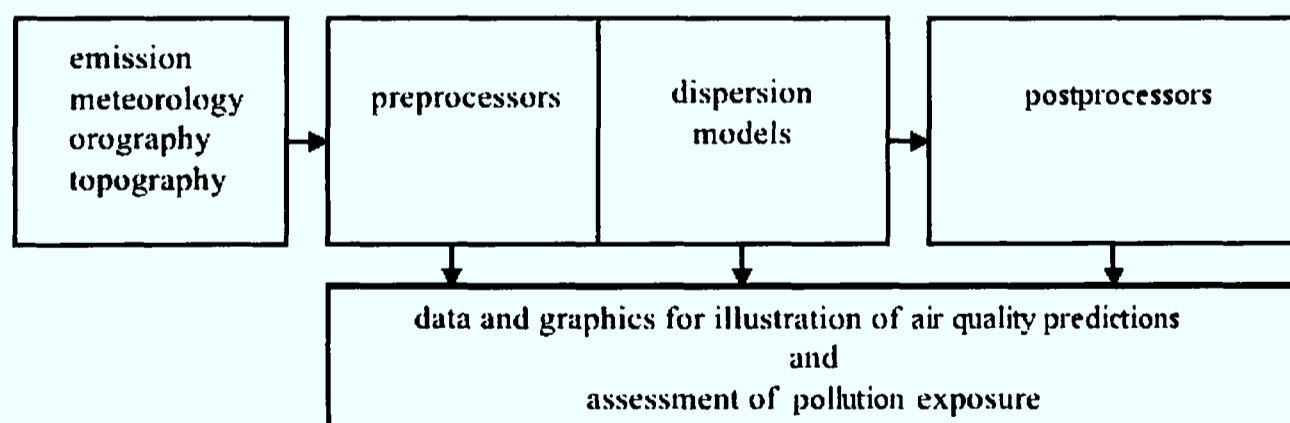 emission
meteorology
orography
topography
preprocessors
dispersion
models
postprocessors
data and graphics for illustration of air quality predictions
and
assessment of pollution exposure